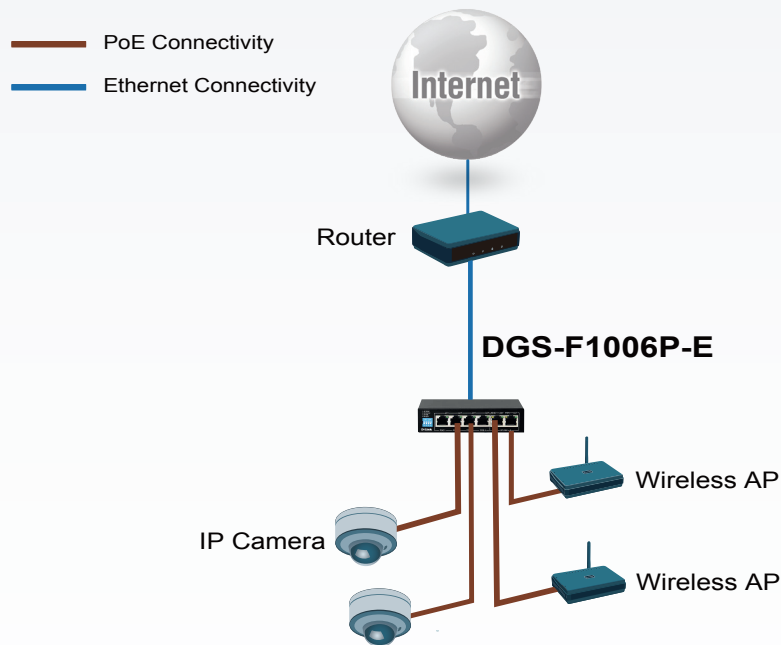 PoE Connectivity
Ethernet Connectivity
Internet
Router
DGS-F1006P-E
Wireless AP
IP Camera
Wireless AP